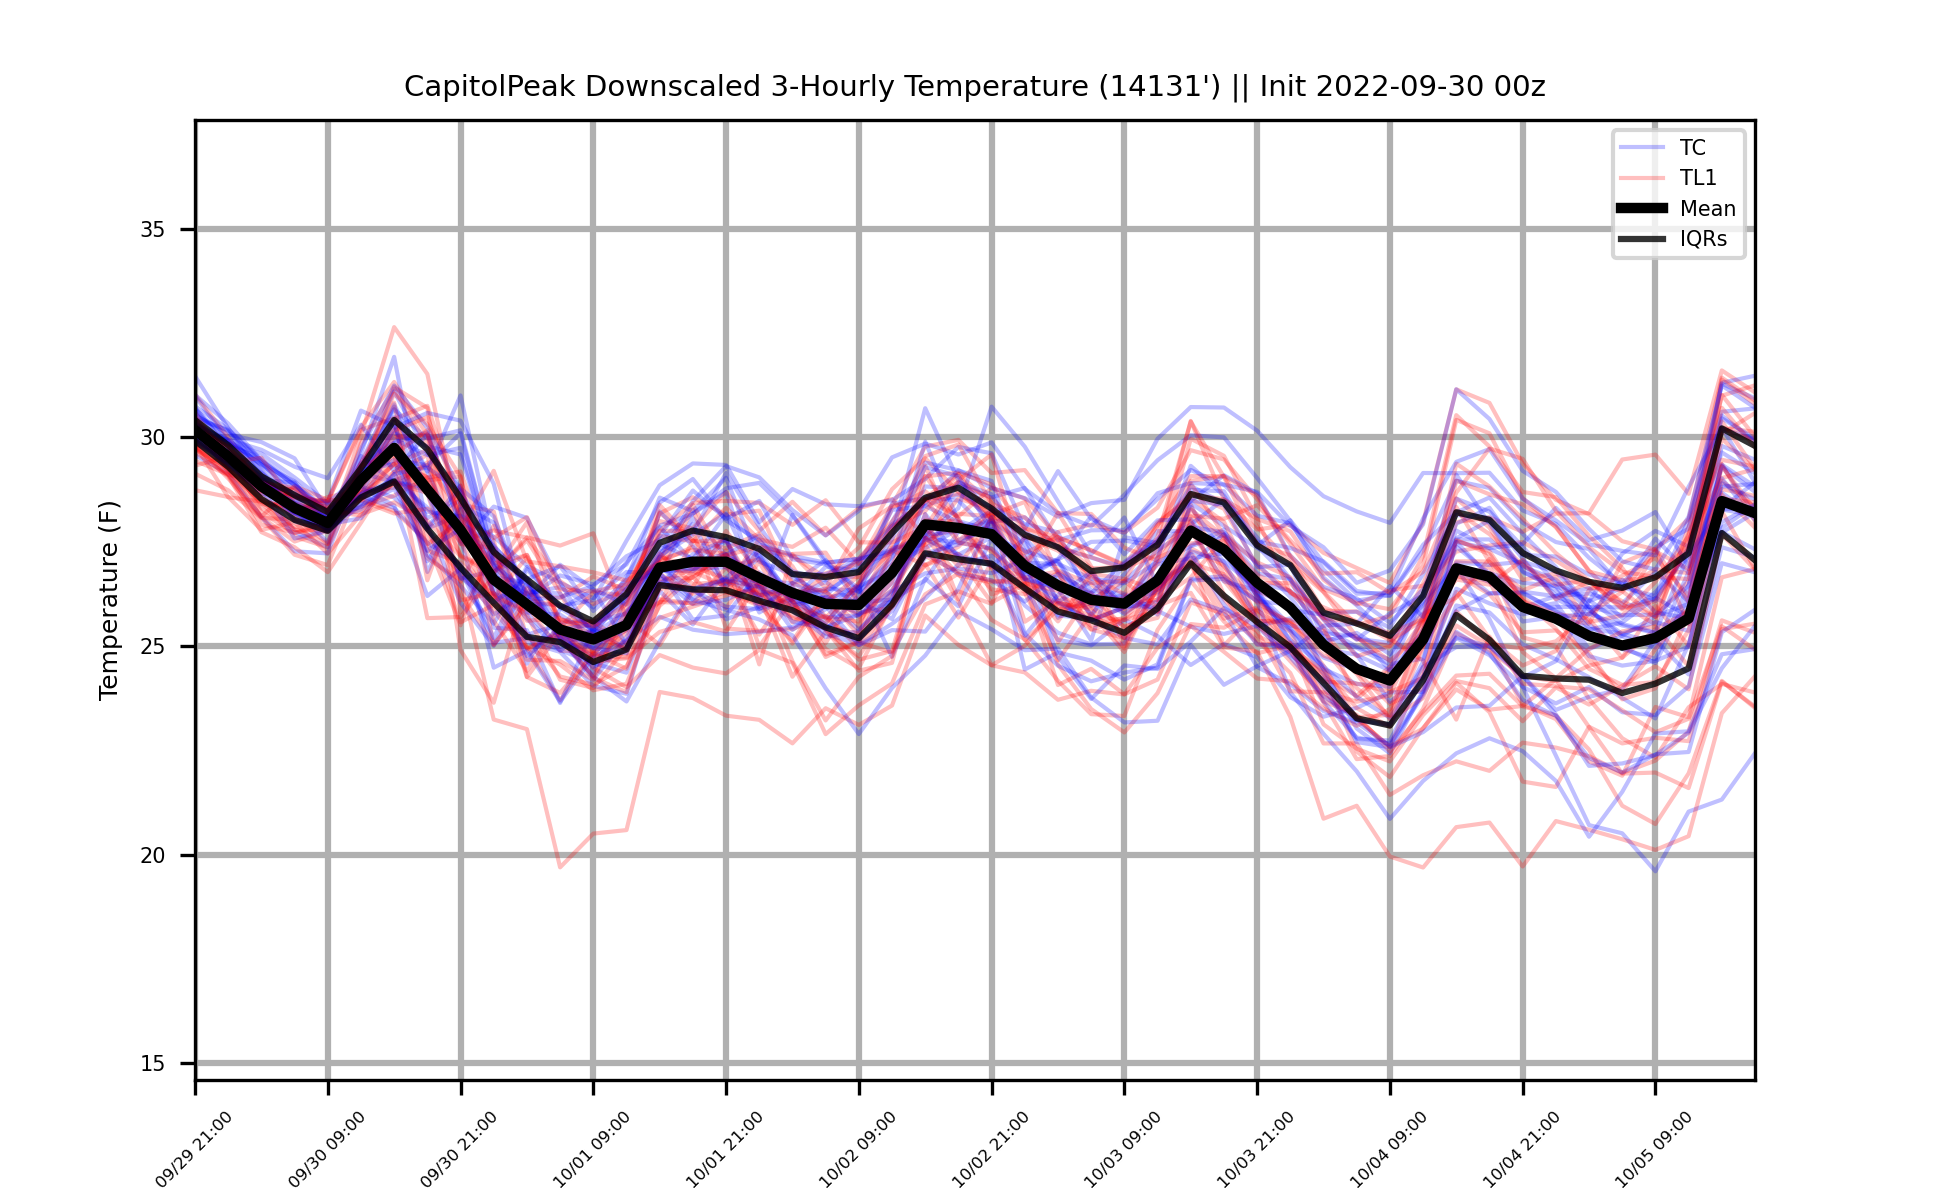 CapitolPeak Downscaled 3-Hourly Temperature (14131') || Init 2022-09-30 00z
TC
TL1
Mean
IQRs
Temperature (F)
35
30
25
20
15
09/29 21:00
09/30 09:00
09/30 21:00
10/01 09:00
10/01 21:00
10/02 09:00
10/02 21:00
10/03 09:00
10/03 21:00
10/04 09:00
10/04 21:00
10/05 09:00